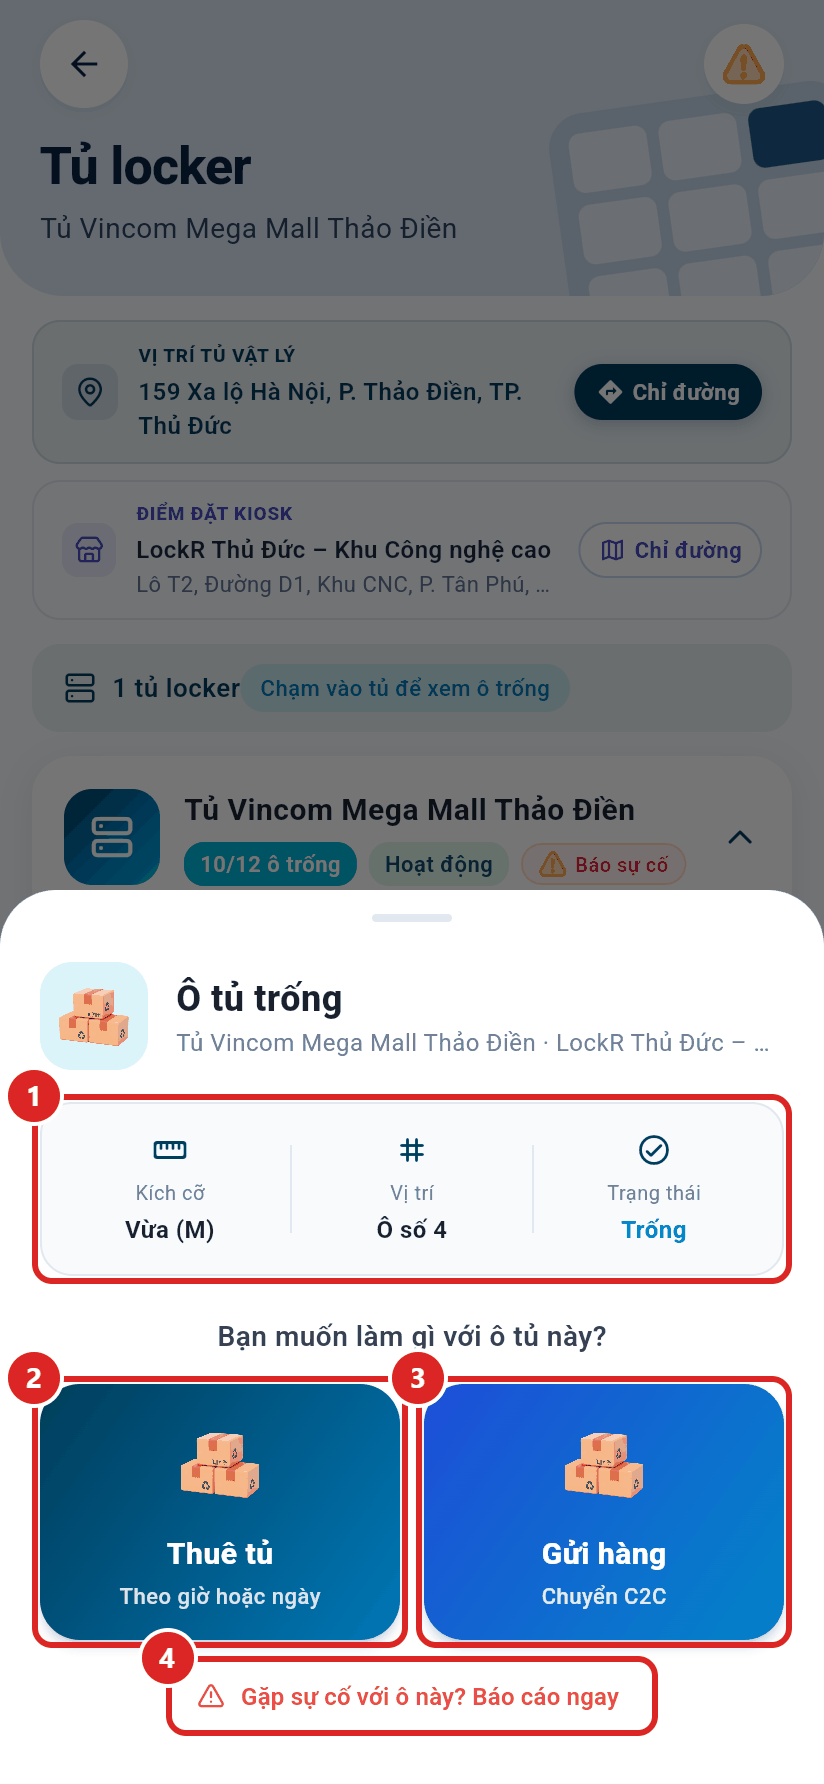 Tủ locker
Tủ Vincom Mega Mall Thảo Điền
VỊ TRÍ TỦ VẬT LÝ
159 Xa lộ Hà Nội, P. Thảo Điền, TP.
Thủ Đức
Chỉ đường
ĐIỂM ĐẶT KIOSK
LockR Thủ Đức – Khu Công nghệ cao
Lô T2, Đường D1, Khu CNC, P. Tân Phú, ...
Chỉ đường
1 tủ locker
Chạm vào tủ để xem ô trống
Tủ Vincom Mega Mall Thảo Điền
10/12 ô trống
Hoạt động
Báo sự cố
Ô tủ trống
Tủ Vincom Mega Mall Thảo Điền · LockR Thủ Đức – ...
1
Kích cỡ
Vừa (M)
Vị trí
Ô số 4
Trạng thái
Trống
Bạn muốn làm gì với ô tủ này?
2
Thuê tủ
Theo giờ hoặc ngày
3
Gửi hàng
Chuyển C2C
4
Gặp sự cố với ô này? Báo cáo ngay